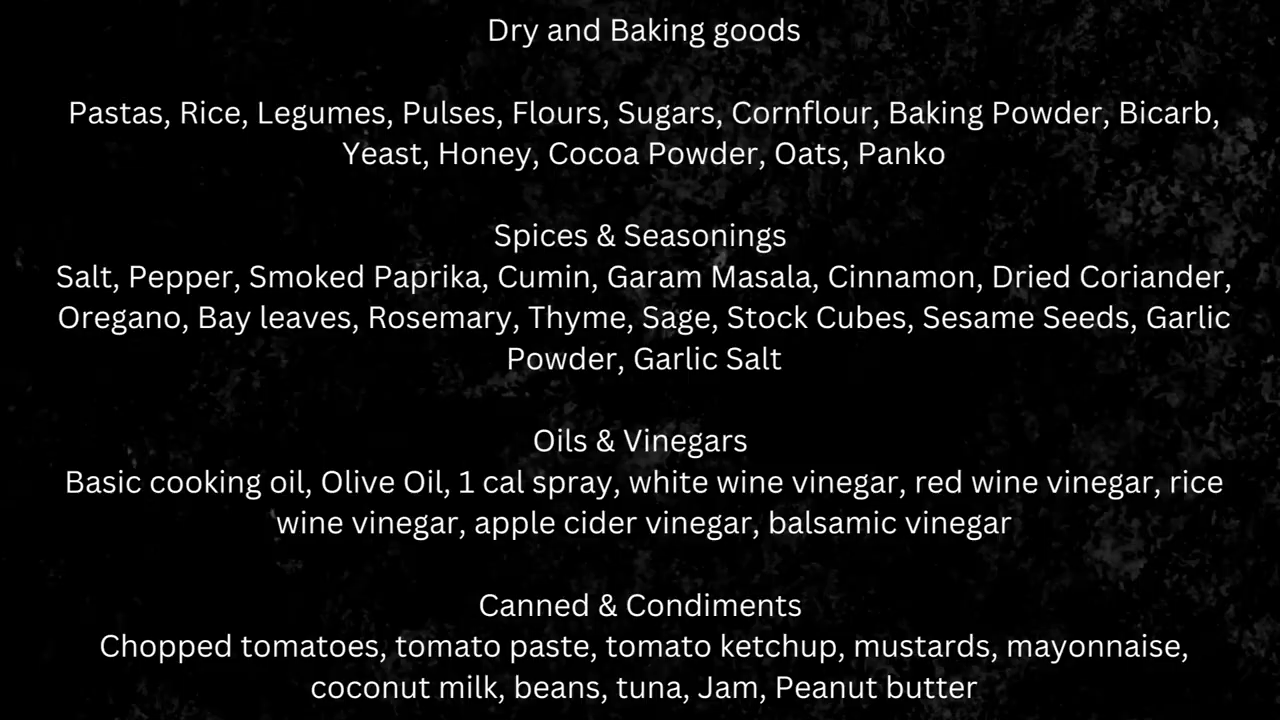 Dry and Baking goods
Pastas, Rice, Legumes, Pulses, Flours, Sugars, Cornflour, Baking Powder, Bicarb,
Yeast, Honey, Cocoa Powder, Oats, Panko
Spices & Seasonings
Salt, Pepper, Smoked Paprika, Cumin, Garam Masala, Cinnamon, Dried Coriander,
Oregano, Bay leaves, Rosemary, Thyme, Sage, Stock Cubes, Sesame Seeds, Garlic
Powder, Garlic Salt
Oils & Vinegars
Basic cooking oil, Olive Oil, 1 cal spray, white wine vinegar, red wine vinegar, rice
wine vinegar, apple cider vinegar, balsamic vinegar
Canned & Condiments
Chopped tomatoes, tomato paste, tomato ketchup, mustards, mayonnaise,
coconut milk, beans, tuna, Jam, Peanut butter